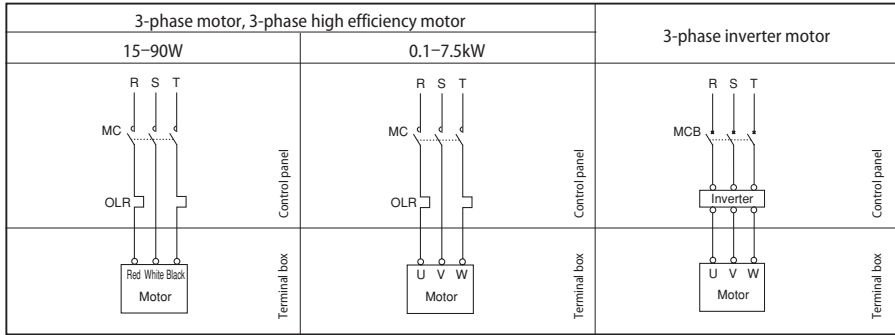 3-phase motor, 3-phase high efficiency motor
3-phase inverter motor
15–90W
0.1–7.5kW
R S T
MC
OLR
Control panel
R S T
MC
OLR
Control panel
R S T
MCB
Inverter
Control panel
Red White Black
Motor
Terminal box
U V W
Motor
Terminal box
U V W
Motor
Terminal box